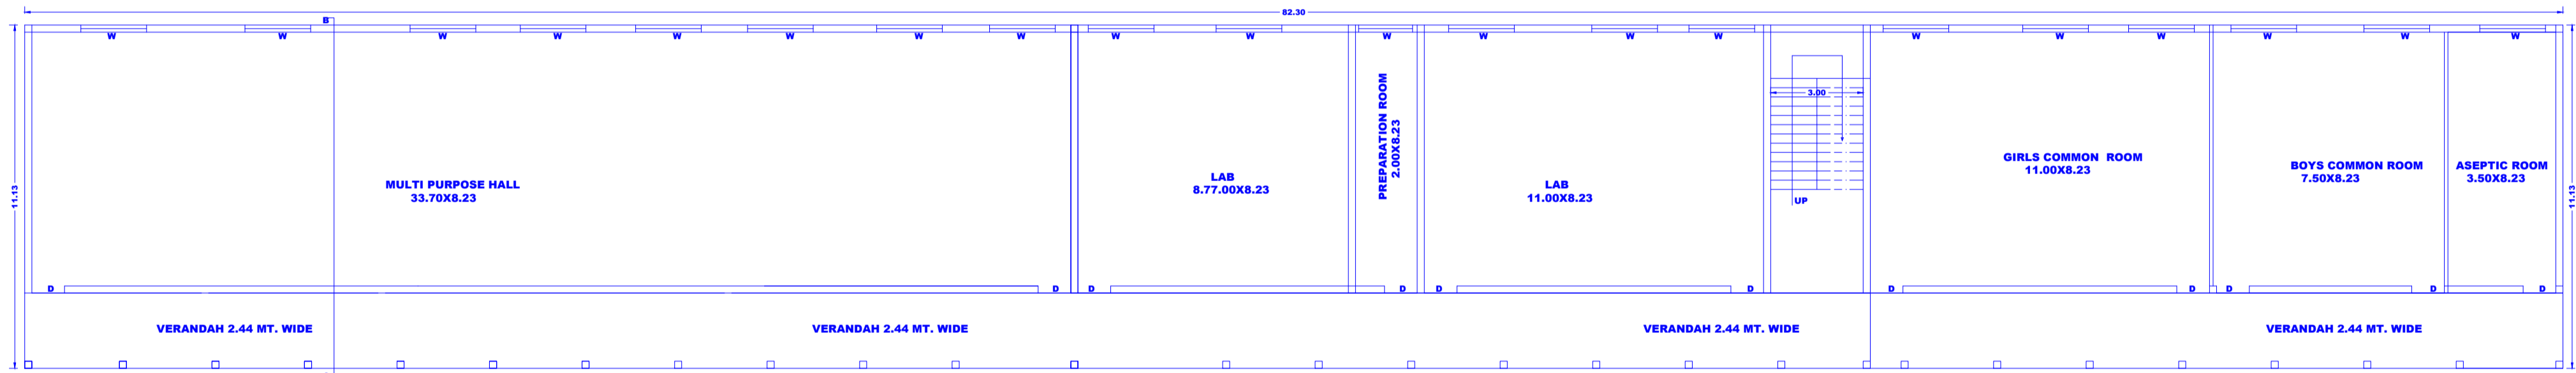 82.30
B
W W W W W W W W W W W W W W W W W W W W
11.13
MULTI PURPOSE HALL
33.70X8.23
LAB
8.77.00X8.23
PREPARATION ROOM
2.00X8.23
LAB
11.00X8.23
3.00
UP
GIRLS COMMON ROOM
11.00X8.23
BOYS COMMON ROOM
7.50X8.23
ASEPTIC ROOM
3.50X8.23
11.13
D D D D D D D D D D D
VERANDAH 2.44 MT. WIDE
VERANDAH 2.44 MT. WIDE
VERANDAH 2.44 MT. WIDE
VERANDAH 2.44 MT. WIDE